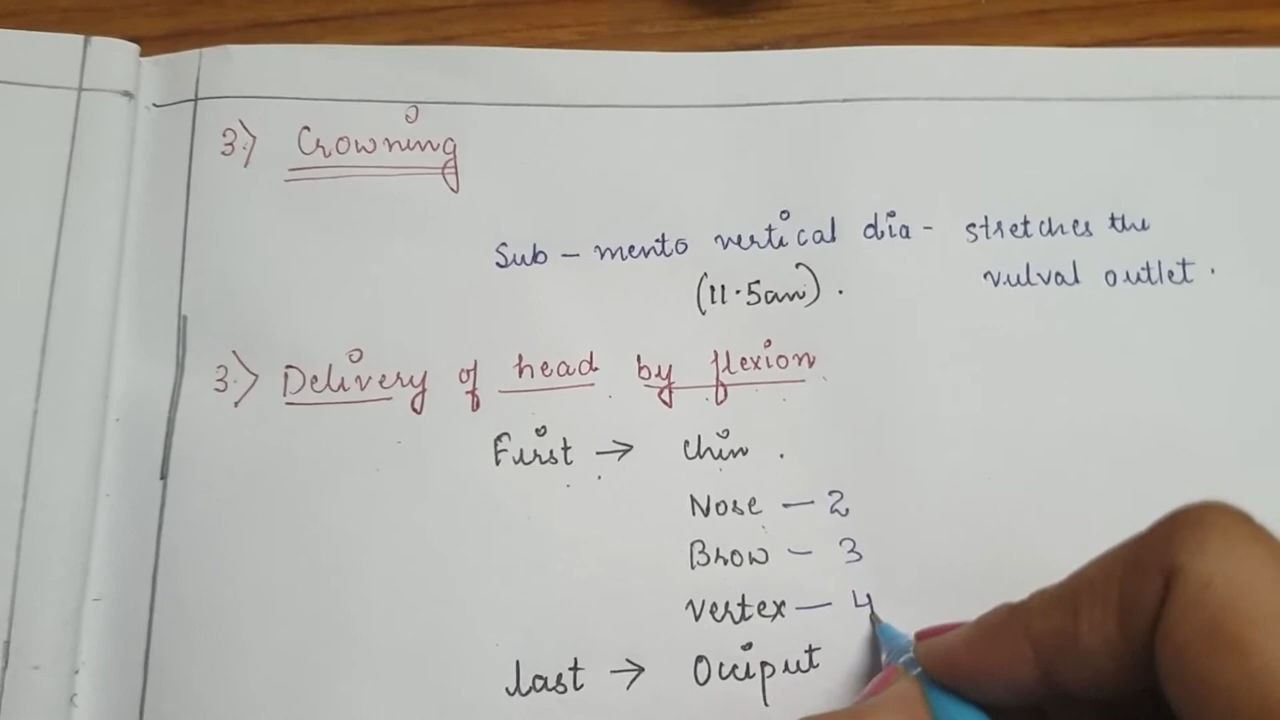 3.) Crowning
Sub - mento vertical dia - stretches the
(11.5cm). vulval outlet.
3.) Delivery of head by flexion
First → Chin.
Nose - 2
Brow - 3
Vertex - 4
last → Occiput